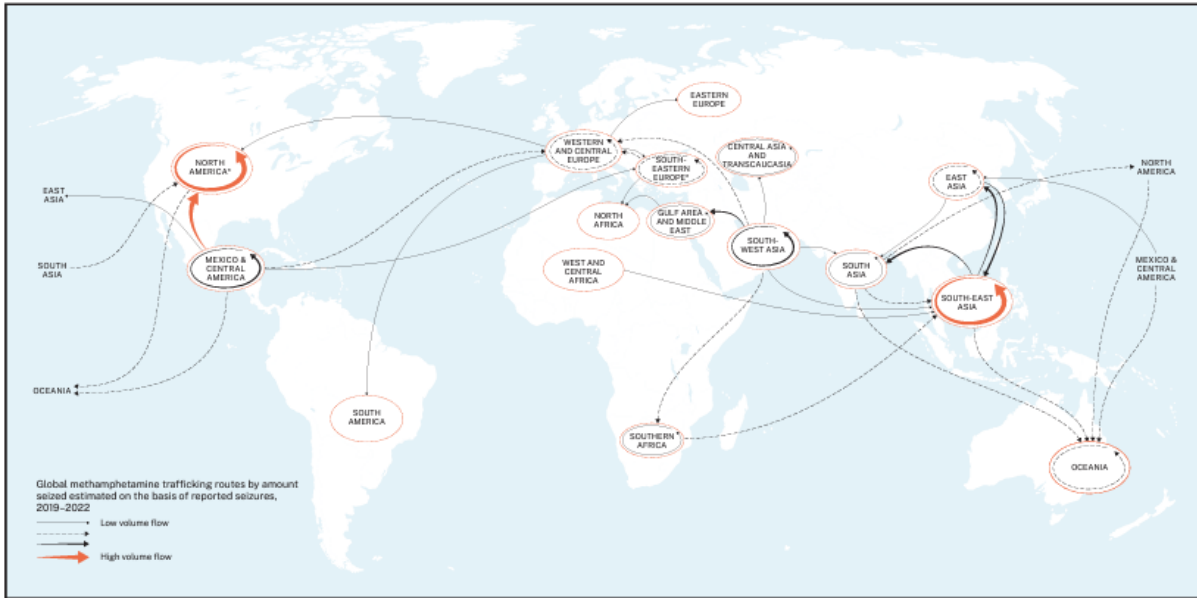 EASTERN
EUROPE
WESTERN
AND CENTRAL
EUROPE
CENTRAL ASIA
AND
TRANSCAUCASIA
NORTH
AMERICA*
SOUTH-
EASTERN
EUROPE*
EAST
ASIA
NORTH
AMERICA
EAST
ASIA
NORTH
AFRICA
GULF AREA
AND MIDDLE
EAST
SOUTH-
WEST ASIA
SOUTH
ASIA
MEXICO &
CENTRAL
AMERICA
WEST AND
CENTRAL
AFRICA
SOUTH
ASIA
MEXICO &
CENTRAL
AMERICA
SOUTH-EAST
ASIA
OCEANIA
SOUTH
AMERICA
SOUTHERN
AFRICA
OCEANIA
Global methamphetamine trafficking routes by amount
seized estimated on the basis of reported seizures,
2019–2022
Low volume flow
High volume flow